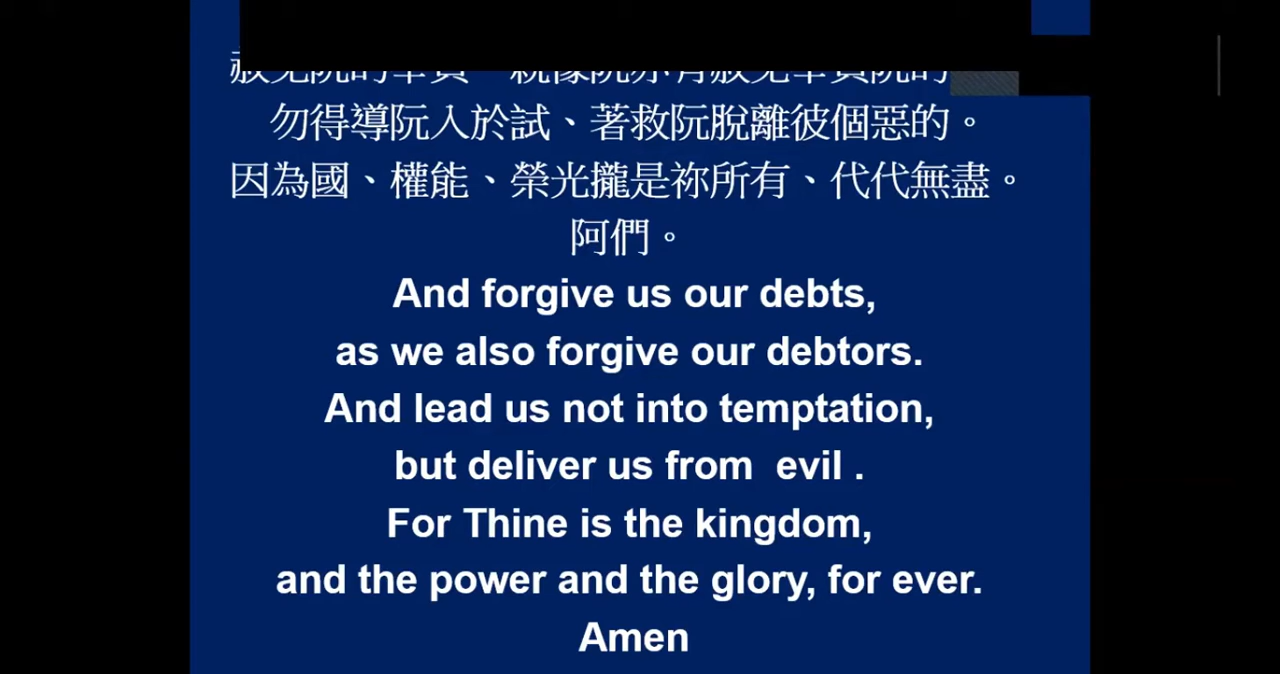 勿得導阮入於試、著救阮脫離彼個惡的。
因為國、權能、榮光攏是祢所有、代代無盡。
阿們。
And forgive us our debts,
as we also forgive our debtors.
And lead us not into temptation,
but deliver us from  evil .
For Thine is the kingdom,
and the power and the glory, for ever.
Amen